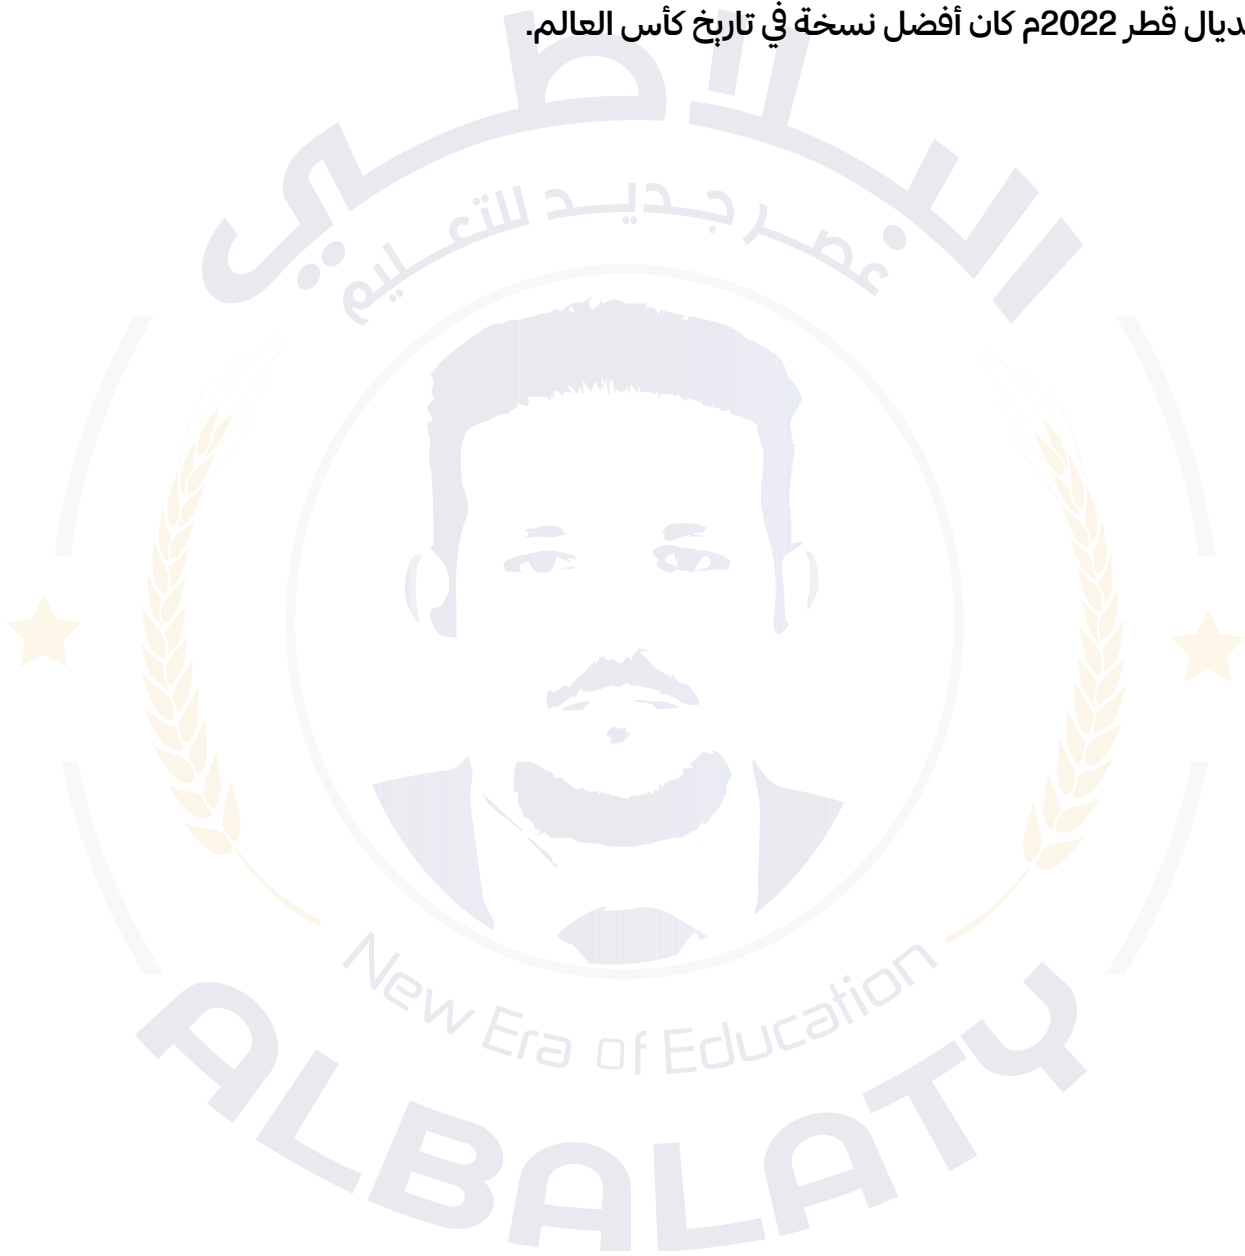 ديال قطر 2022م كان أفضل نسخة في تاريخ كأس العالم.
البلاطي
عصر جديد للتعليم
New Era of Education
ALBALATY